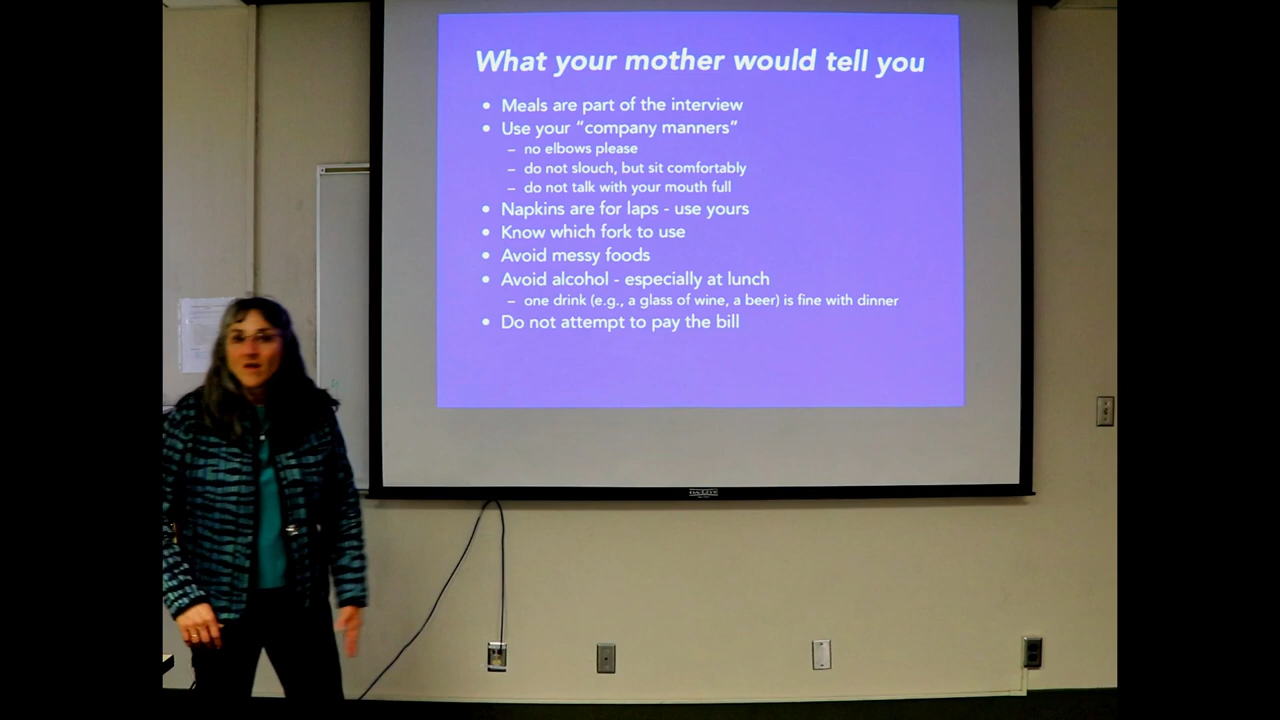 What your mother would tell you
• Meals are part of the interview
• Use your “company manners”
– no elbows please
– do not slouch, but sit comfortably
– do not talk with your mouth full
• Napkins are for laps - use yours
• Know which fork to use
• Avoid messy foods
• Avoid alcohol - especially at lunch
– one drink (e.g., a glass of wine, a beer) is fine with dinner
• Do not attempt to pay the bill